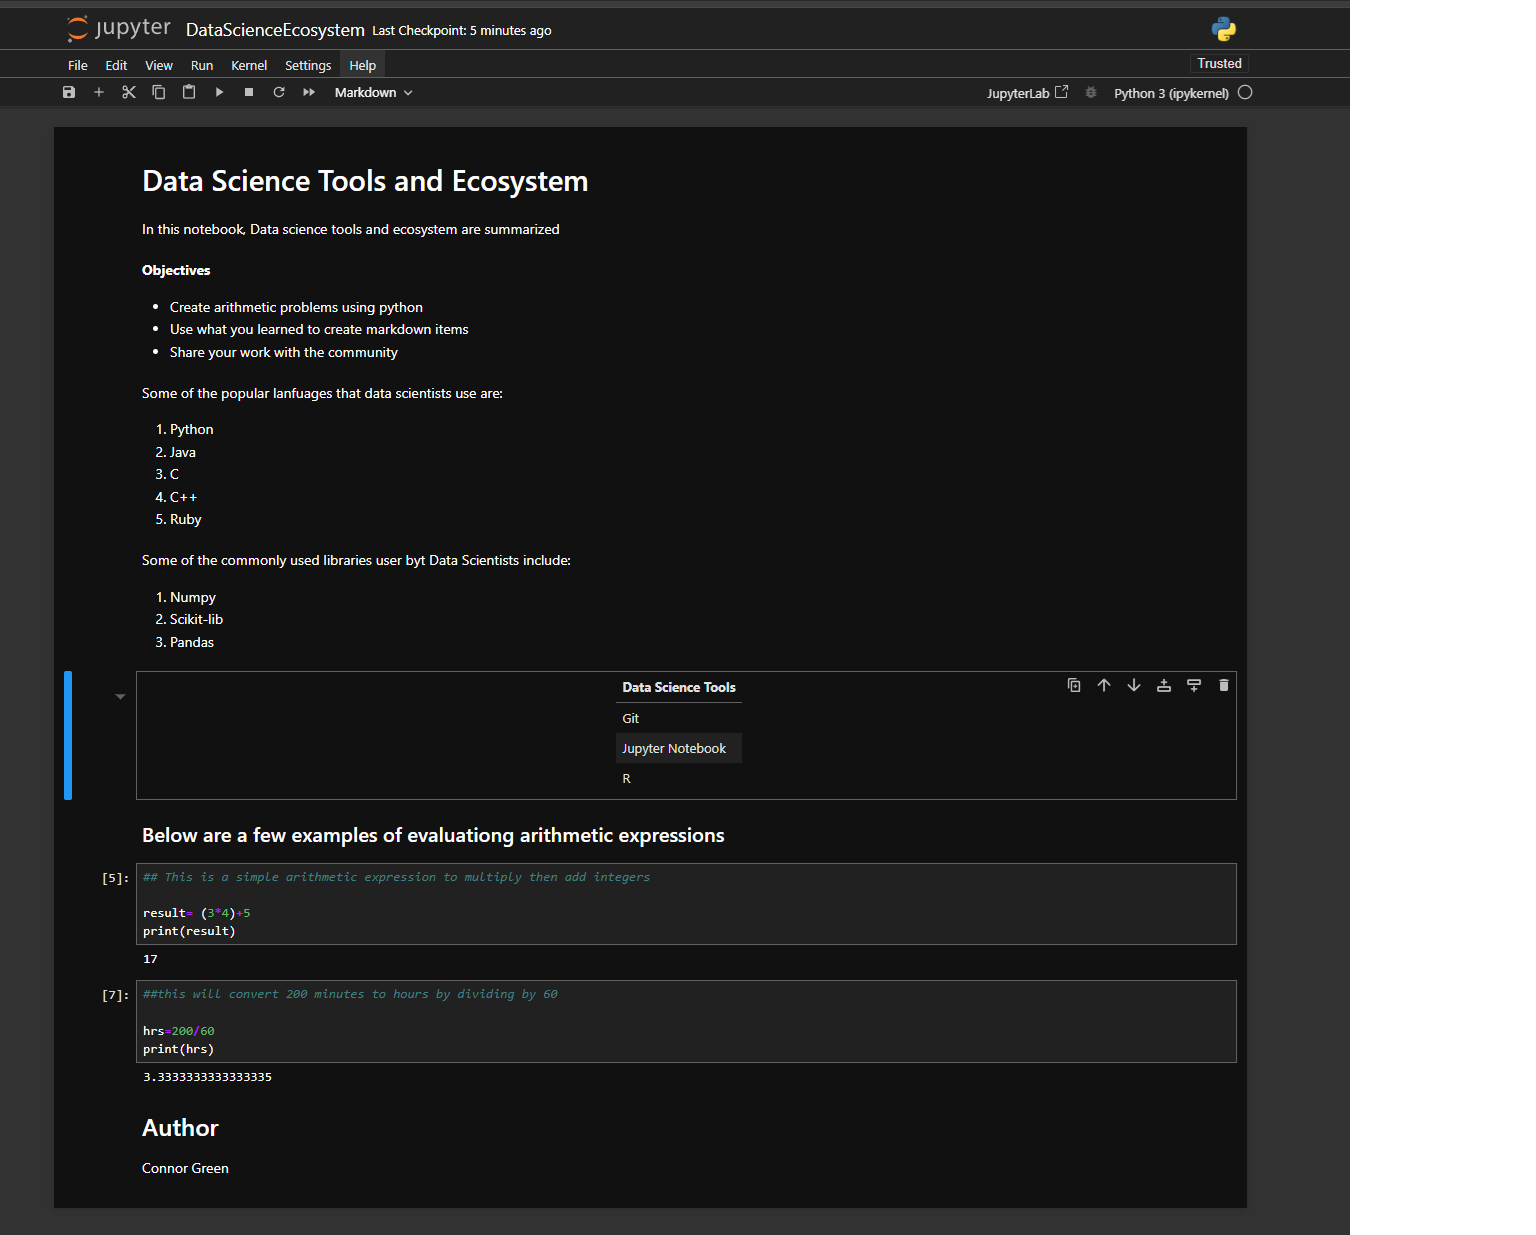 jupyter DataScienceEcosystem Last Checkpoint: 5 minutes ago
File Edit View Run Kernel Settings Help Trusted
Markdown JupyterLab Python 3 (ipykernel)
Data Science Tools and Ecosystem
In this notebook, Data science tools and ecosystem are summarized
Objectives
• Create arithmetic problems using python
• Use what you learned to create markdown items
• Share your work with the community
Some of the popular lanfuages that data scientists use are:
1. Python
2. Java
3. C
4. C++
5. Ruby
Some of the commonly used libraries user byt Data Scientists include:
1. Numpy
2. Scikit-lib
3. Pandas
Data Science Tools
Git
Jupyter Notebook
R
Below are a few examples of evaluationg arithmetic expressions
[5]: ## This is a simple arithmetic expression to multiply then add integers
result= (3*4)+5
print(result)
17
[7]: ##this will convert 200 minutes to hours by dividing by 60
hrs=200/60
print(hrs)
3.3333333333333335
Author
Connor Green